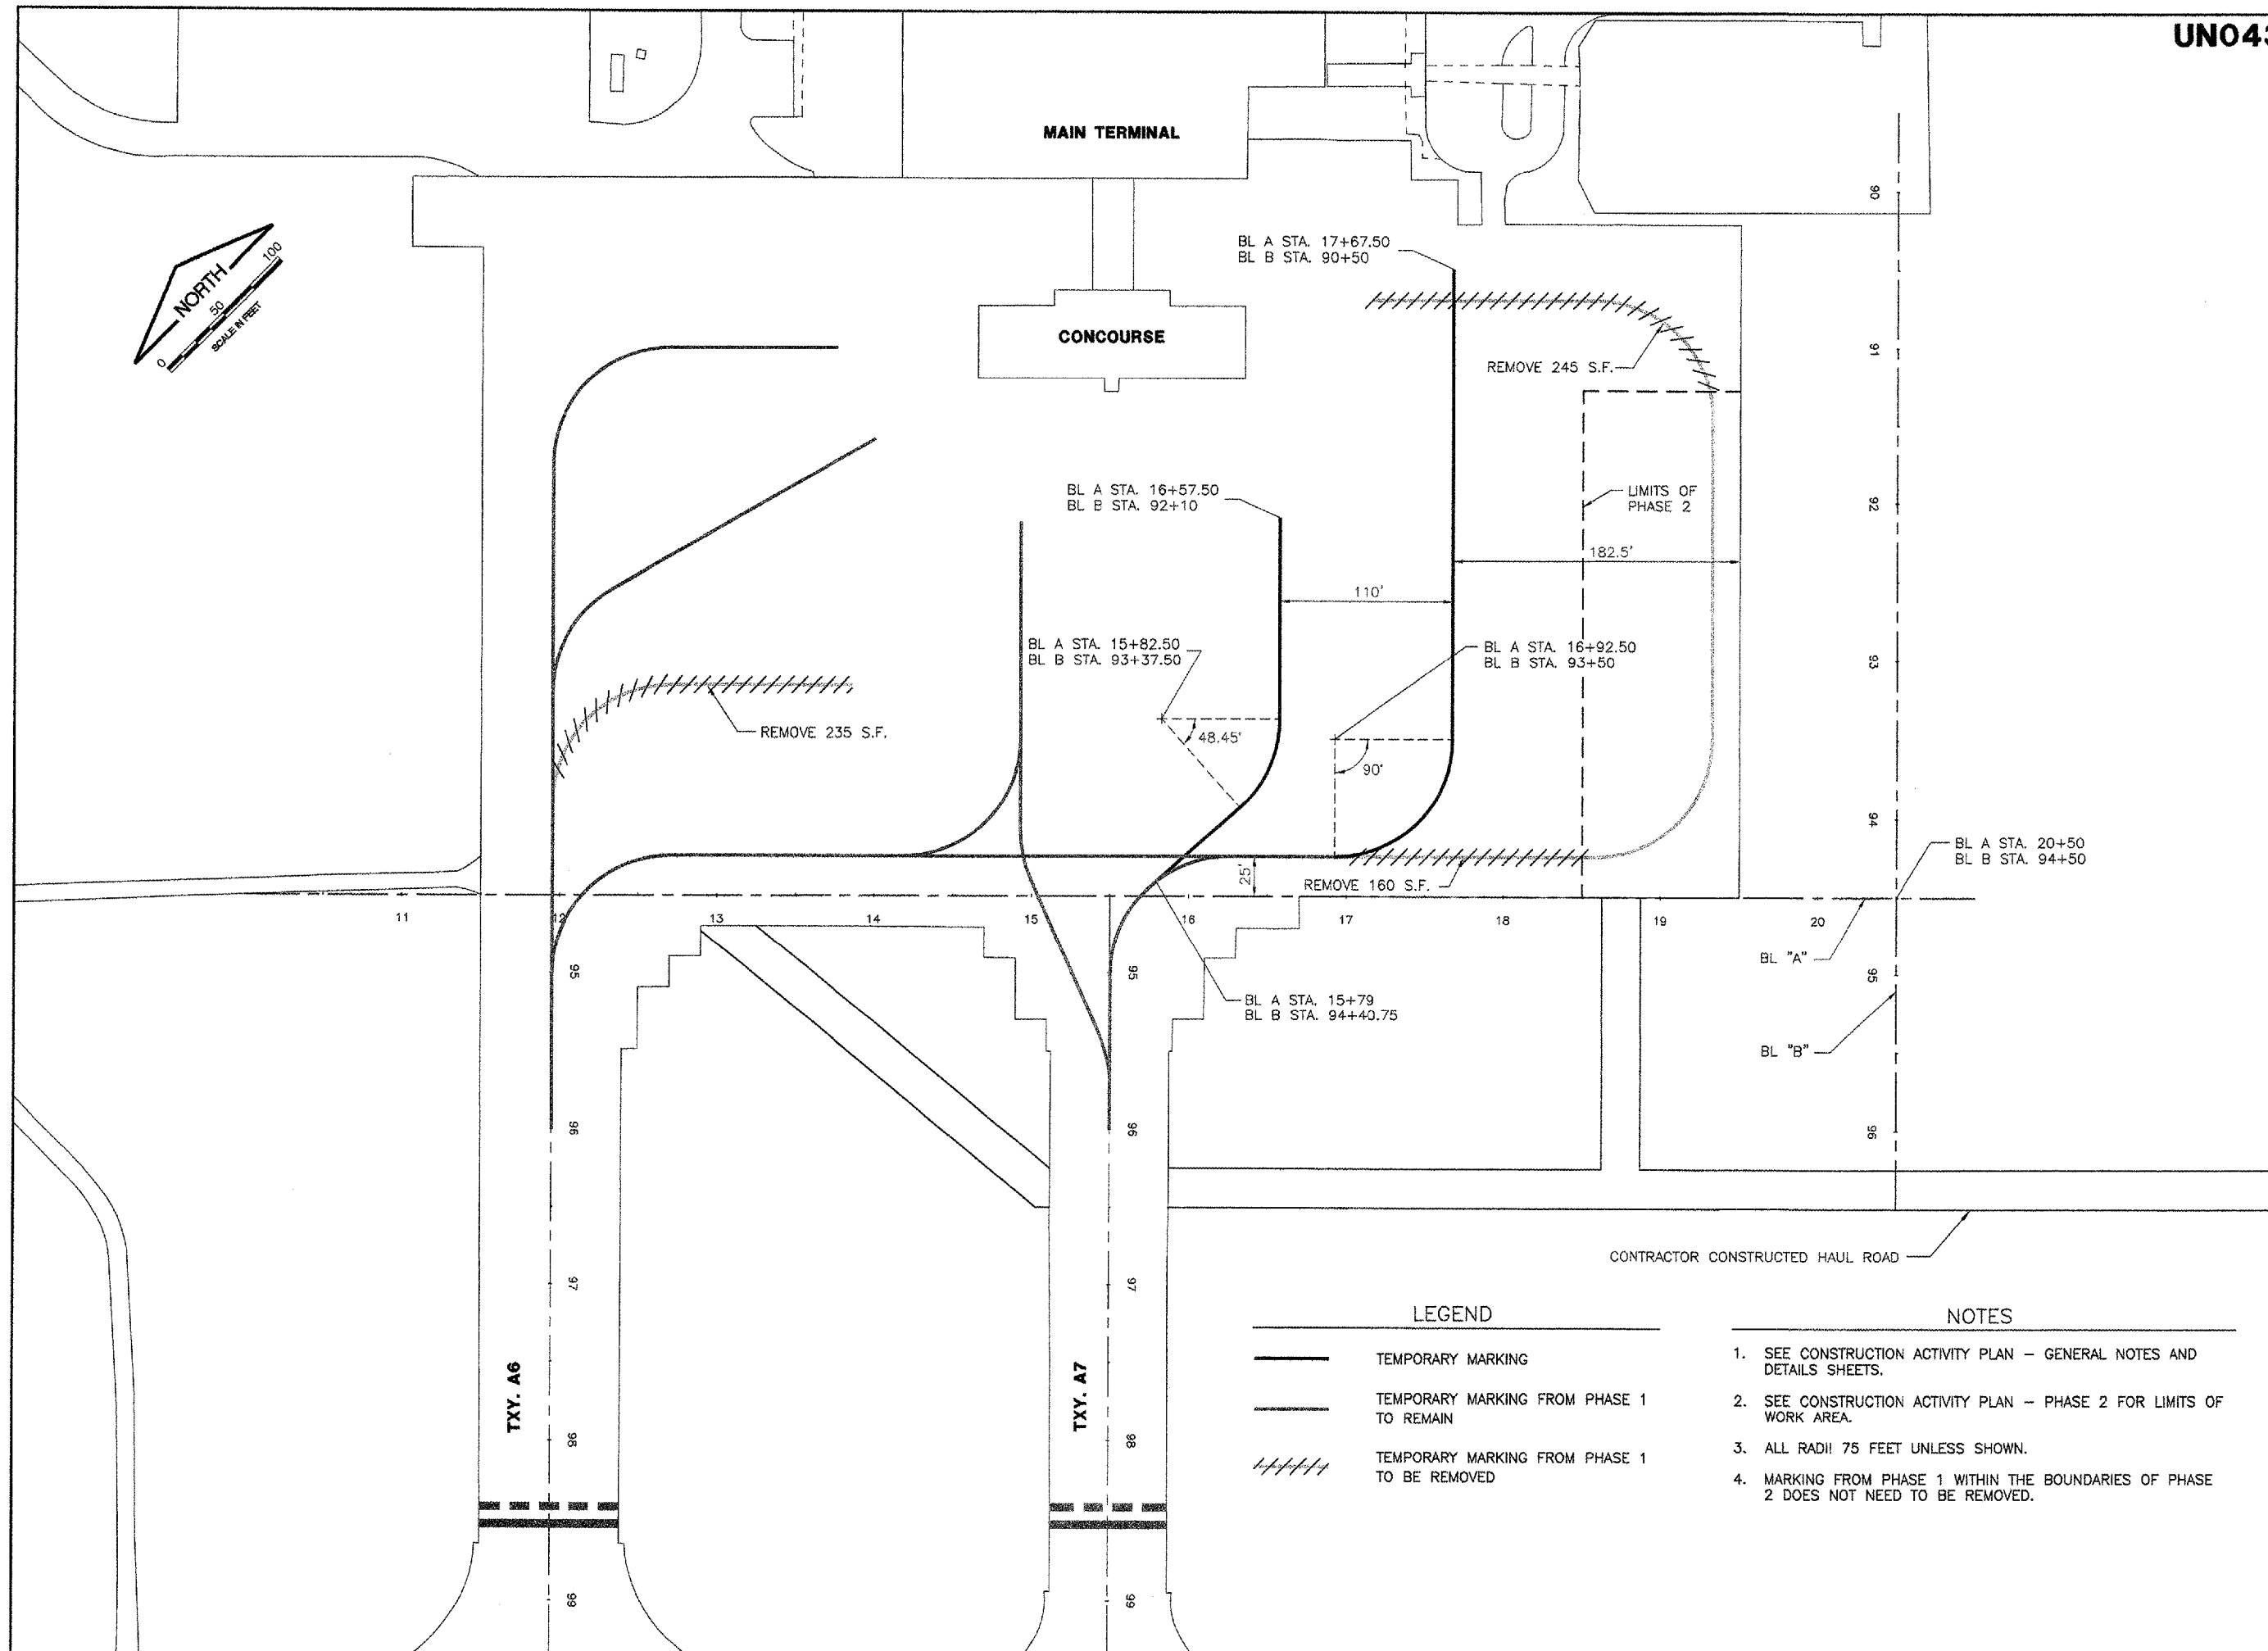 UN043
MAIN TERMINAL
CONCOURSE
NORTH
0 50 100
SCALE IN FEET
BL A STA. 17+67.50
BL B STA. 90+50
REMOVE 245 S.F.
BL A STA. 16+57.50
BL B STA. 92+10
LIMITS OF
PHASE 2
182.5'
110'
BL A STA. 15+82.50
BL B STA. 93+37.50
BL A STA. 16+92.50
BL B STA. 93+50
REMOVE 235 S.F.
48.45°
90°
25'
REMOVE 160 S.F.
BL A STA. 20+50
BL B STA. 94+50
11 12 13 14 15 16 17 18 19 20
90
91
92
93
94
95
96
BL "A"
BL "B"
BL A STA. 15+79
BL B STA. 94+40.75
95
96
97
98
99
95
96
97
98
99
TXY. A6
TXY. A7
CONTRACTOR CONSTRUCTED HAUL ROAD
LEGEND
TEMPORARY MARKING
TEMPORARY MARKING FROM PHASE 1
TO REMAIN
TEMPORARY MARKING FROM PHASE 1
TO BE REMOVED
NOTES
1. SEE CONSTRUCTION ACTIVITY PLAN – GENERAL NOTES AND
DETAILS SHEETS.
2. SEE CONSTRUCTION ACTIVITY PLAN – PHASE 2 FOR LIMITS OF
WORK AREA.
3. ALL RADII 75 FEET UNLESS SHOWN.
4. MARKING FROM PHASE 1 WITHIN THE BOUNDARIES OF PHASE
2 DOES NOT NEED TO BE REMOVED.